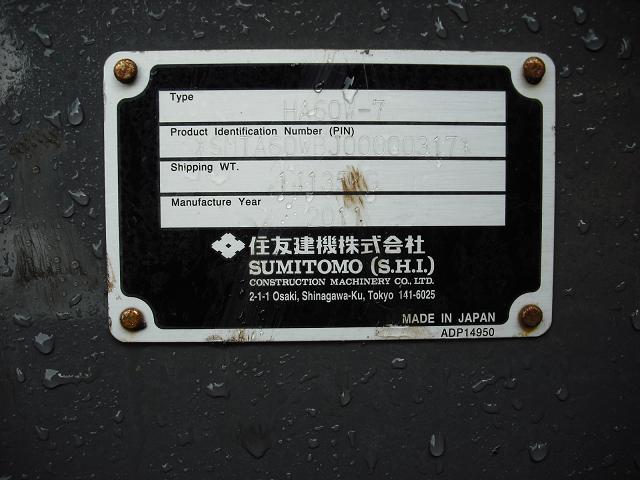 Type
HA60W-7
Product Identification Number (PIN)
*SMTA60WBJ00000317*
Shipping WT.
Manufacture Year
2011
住友建機株式会社
SUMITOMO (S.H.I.)
CONSTRUCTION MACHINERY CO., LTD.
2-1-1 Osaki, Shinagawa-Ku, Tokyo 141-6025
MADE IN JAPAN
ADP14950